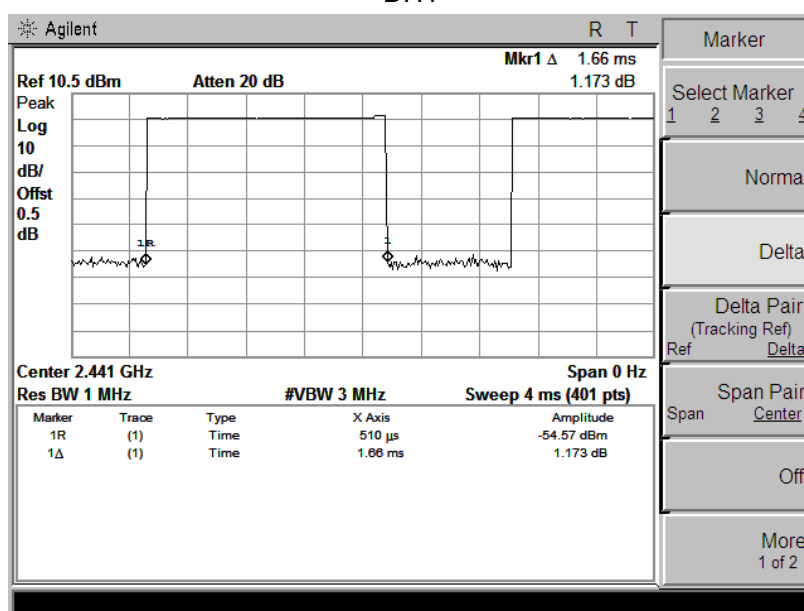 Agilent R T
Mkr1 Δ 1.66 ms
Ref 10.5 dBm Atten 20 dB 1.173 dB
Peak
Log
10
dB/
Offst
0.5
dB
1R
1
Center 2.441 GHz Span 0 Hz
Res BW 1 MHz #VBW 3 MHz Sweep 4 ms (401 pts)
Marker Trace Type X Axis Amplitude
1R (1) Time 510 µs -54.57 dBm
1Δ (1) Time 1.66 ms 1.173 dB
Marker
Select Marker
1 2 3 4
Norma
Delta
Delta Pair
(Tracking Ref)
Ref Delta
Span Pair
Span Center
Off
More
1 of 2